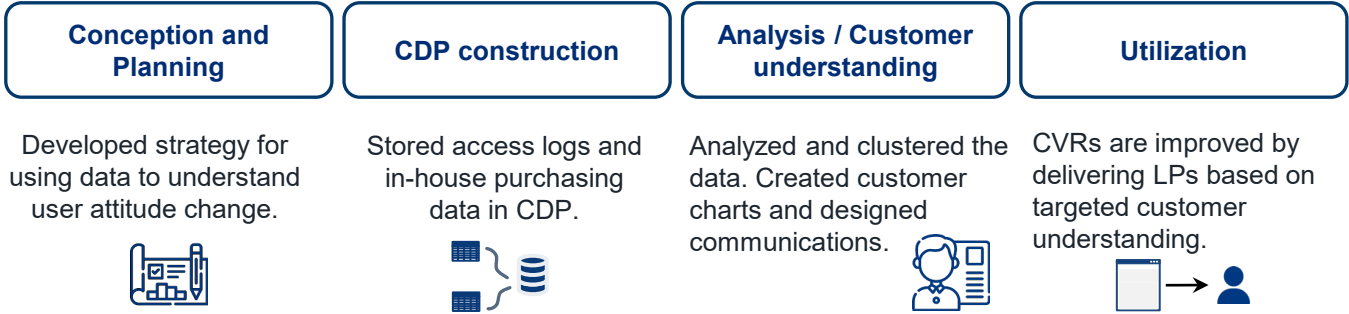 Conception and
Planning
CDP construction
Analysis / Customer
understanding
Utilization
Developed strategy for
using data to understand
user attitude change.
Stored access logs and
in-house purchasing
data in CDP.
Analyzed and clustered the
data. Created customer
charts and designed
communications.
CVRs are improved by
delivering LPs based on
targeted customer
understanding.